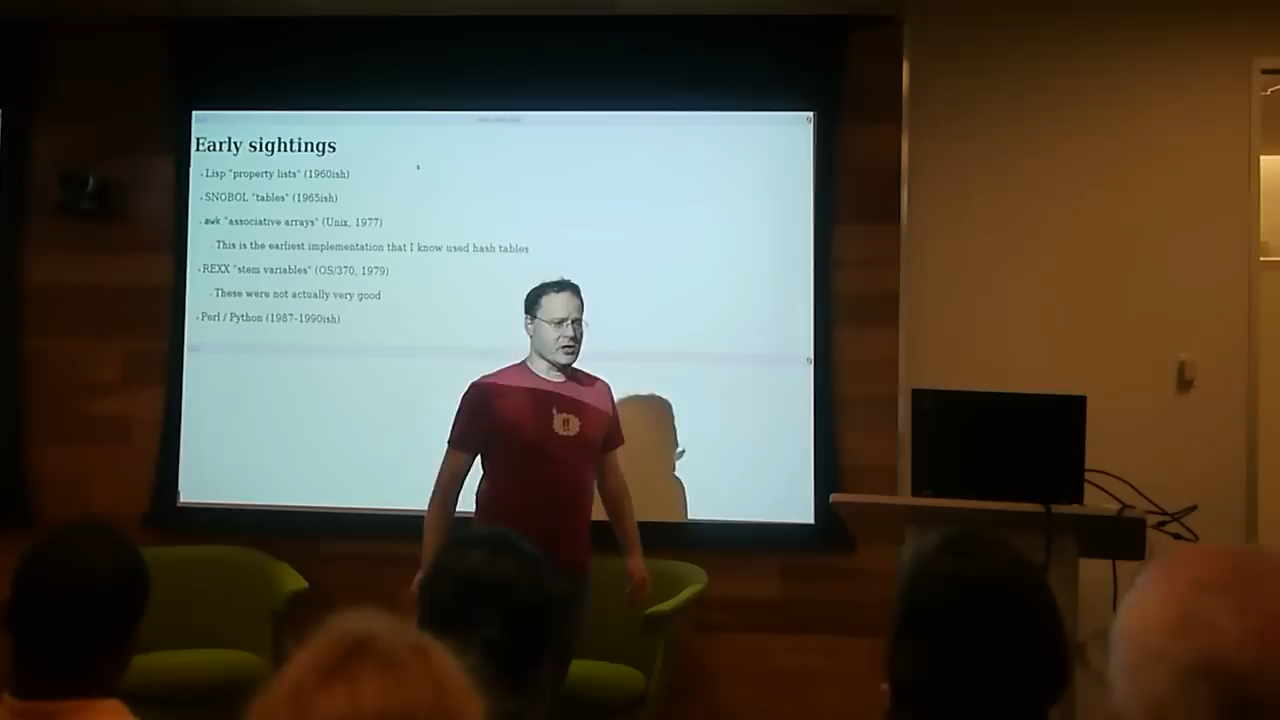 9
Early sightings
Lisp "property lists" (1960ish)
SNOBOL "tables" (1965ish)
awk "associative arrays" (Unix, 1977)
This is the earliest implementation that I know used hash tables
REXX "stem variables" (OS/370, 1979)
These were not actually very good
Perl / Python (1987-1990ish)
9
!!